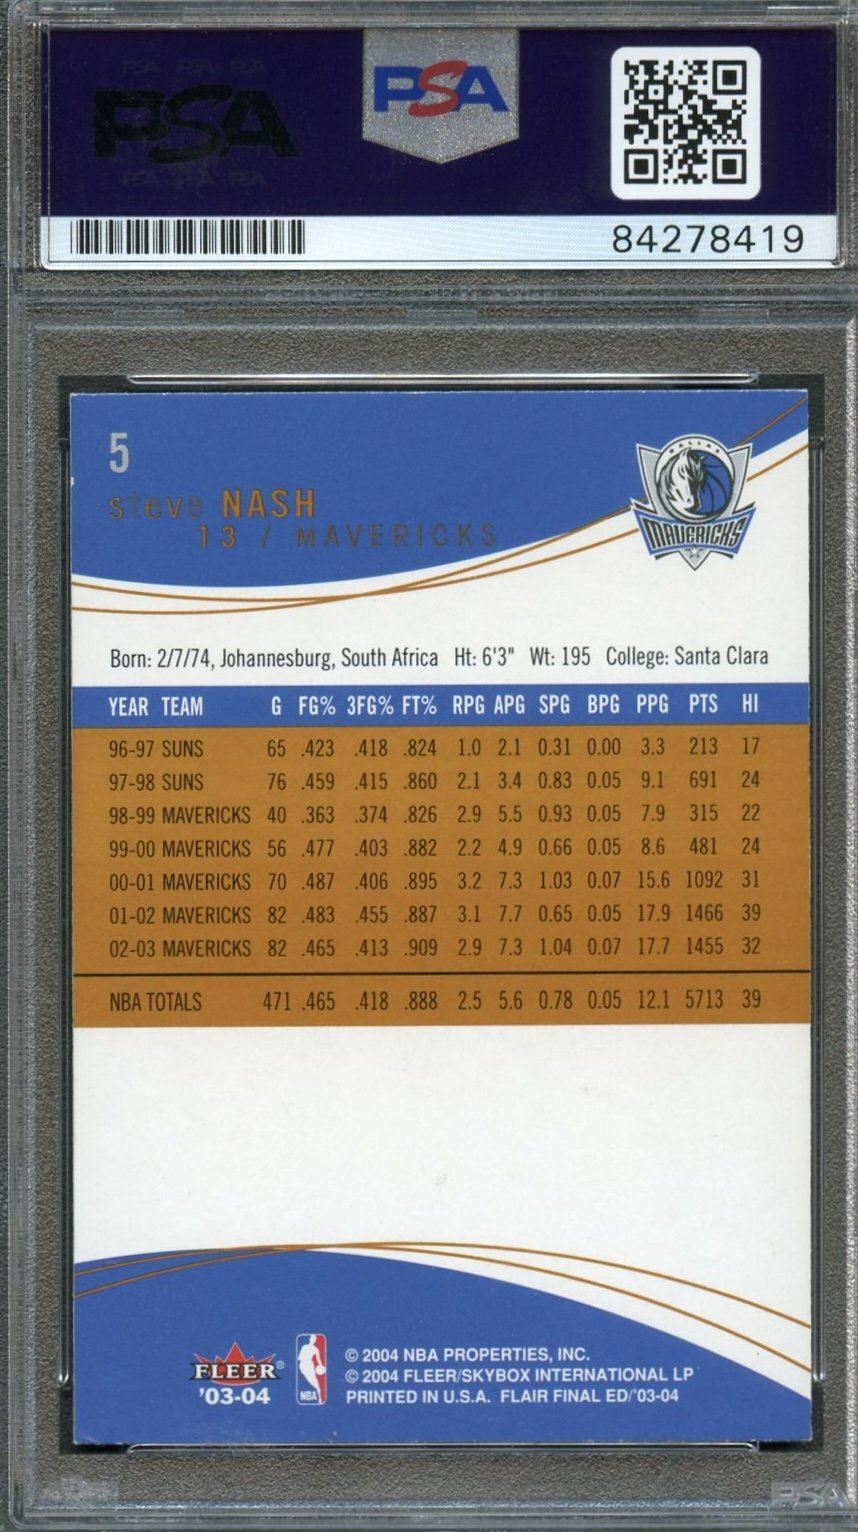 PSA PSA PSA
PSA
PSA PSA PSA
PSA
84278419
5
steve NASH
13 / MAVERICKS
DALLAS
MAVERICKS
Born: 2/7/74, Johannesburg, South Africa Ht: 6'3" Wt: 195 College: Santa Clara
YEAR TEAM G FG% 3FG% FT% RPG APG SPG BPG PPG PTS HI
96-97 SUNS 65 .423 .418 .824 1.0 2.1 0.31 0.00 3.3 213 17
97-98 SUNS 76 .459 .415 .860 2.1 3.4 0.83 0.05 9.1 691 24
98-99 MAVERICKS 40 .363 .374 .826 2.9 5.5 0.93 0.05 7.9 315 22
99-00 MAVERICKS 56 .477 .403 .882 2.2 4.9 0.66 0.05 8.6 481 24
00-01 MAVERICKS 70 .487 .406 .895 3.2 7.3 1.03 0.07 15.6 1092 31
01-02 MAVERICKS 82 .483 .455 .887 3.1 7.7 0.65 0.05 17.9 1466 39
02-03 MAVERICKS 82 .465 .413 .909 2.9 7.3 1.04 0.07 17.7 1455 32
NBA TOTALS 471 .465 .418 .888 2.5 5.6 0.78 0.05 12.1 5713 39
FLEER®
'03-04
NBA
© 2004 NBA PROPERTIES, INC.
© 2004 FLEER/SKYBOX INTERNATIONAL LP
PRINTED IN U.S.A. FLAIR FINAL ED/'03-04
PSA